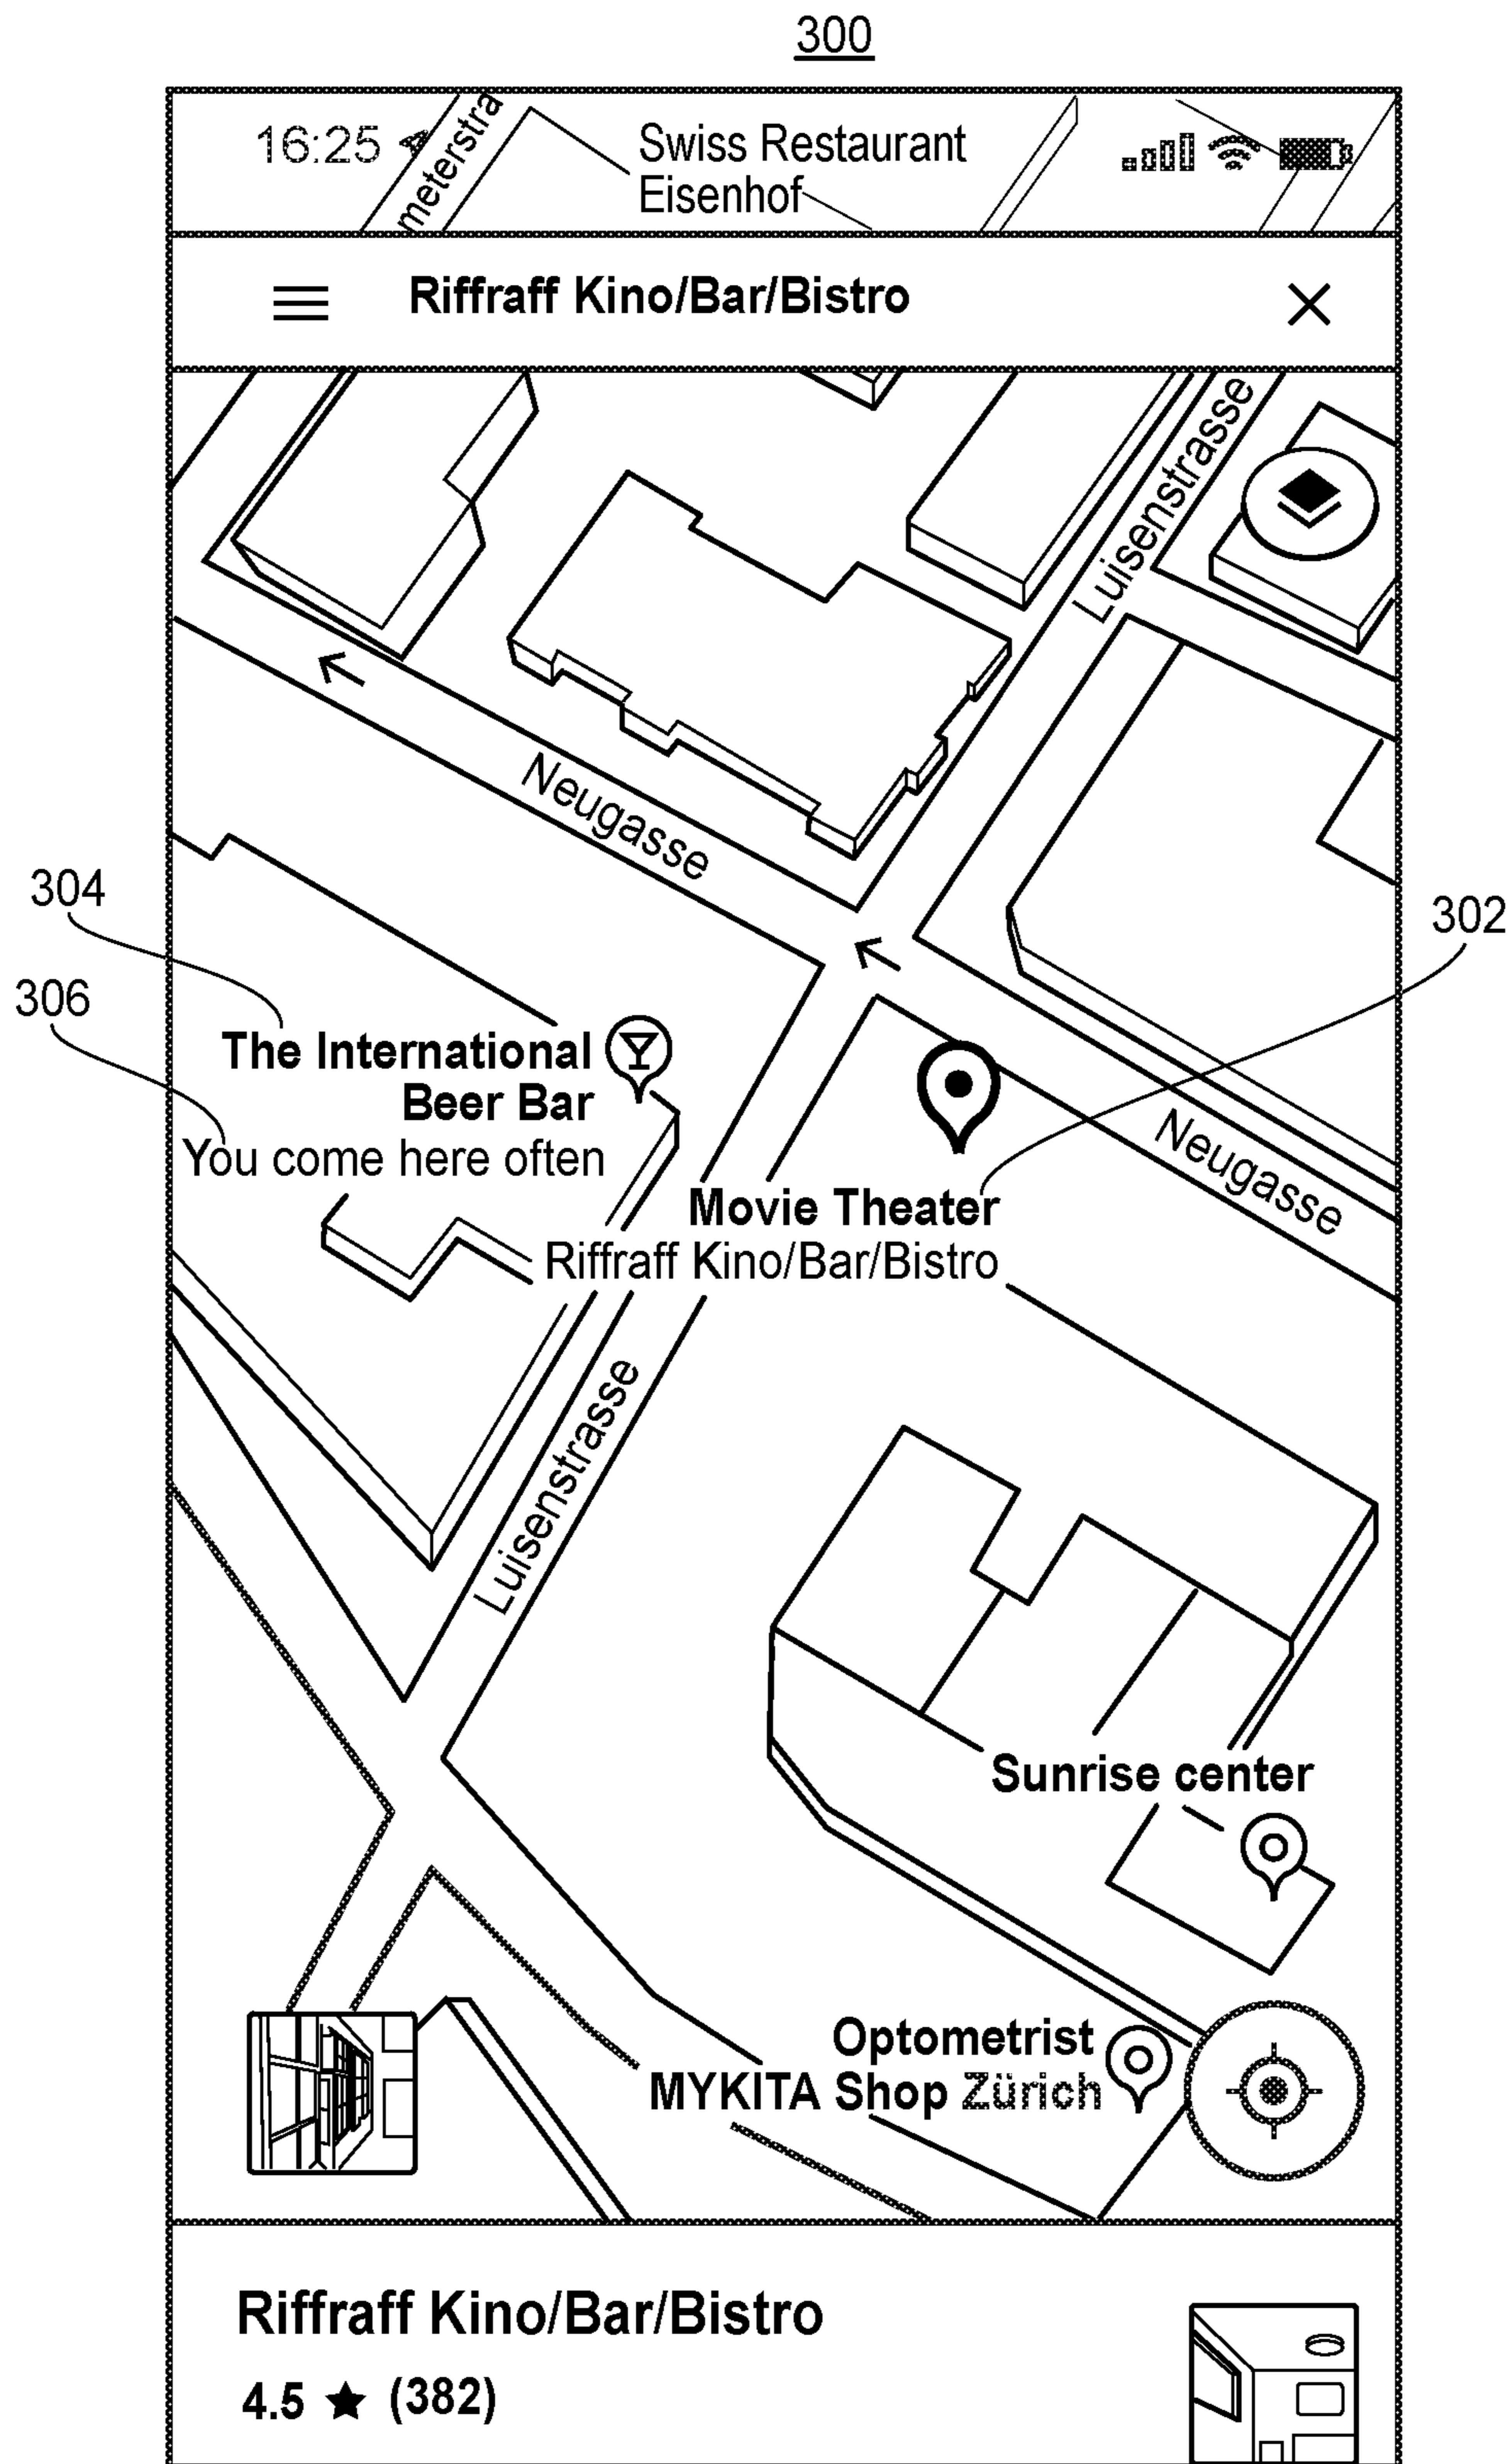 300
16:25
meterstra
Swiss Restaurant
Eisenhof
Riffraff Kino/Bar/Bistro
Luisenstrasse
Neugasse
304
302
306
The International
Beer Bar
You come here often
Neugasse
Movie Theater
Riffraff Kino/Bar/Bistro
Luisenstrasse
Sunrise center
Optometrist
MYKITA Shop Zürich
Riffraff Kino/Bar/Bistro
4.5 ★ (382)